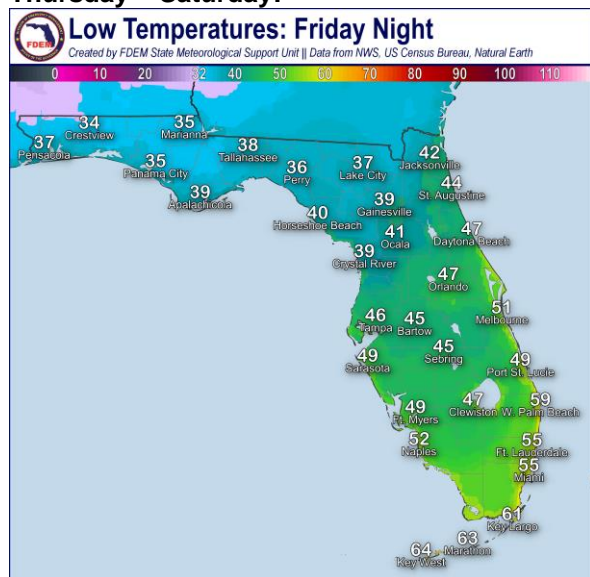 Thursday – Saturday:
FDEM
Low Temperatures: Friday Night
Created by FDEM State Meteorological Support Unit || Data from NWS, US Census Bureau, Natural Earth
0 10 20 32 40 50 60 70 80 90 100 110
34
Crestview
35
Marianna
37
Pensacola
35
Panama City
38
Tallahassee
36
Perry
37
Lake City
42
Jacksonville
39
Apalachicola
44
St. Augustine
39
Gainesville
40
Horseshoe Beach
41
Ocala
47
Daytona Beach
39
Crystal River
47
Orlando
51
Melbourne
46
Tampa
45
Bartow
45
Sebring
49
Sarasota
49
Port St. Lucie
49
Ft. Myers
47
Clewiston
59
W. Palm Beach
52
Naples
55
Ft. Lauderdale
55
Miami
61
Key Largo
63
Marathon
64
Key West